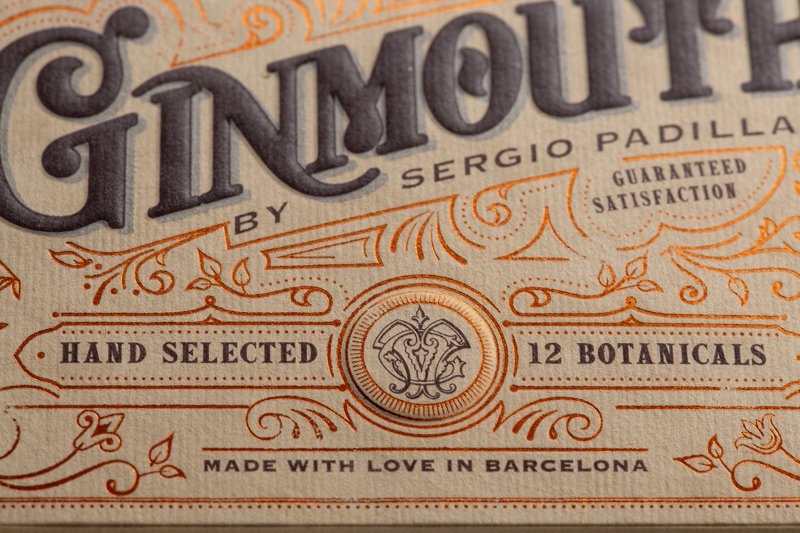 GINMOUTH
BY SERGIO PADILLA
GUARANTEED
SATISFACTION
HAND SELECTED 12 BOTANICALS
MADE WITH LOVE IN BARCELONA